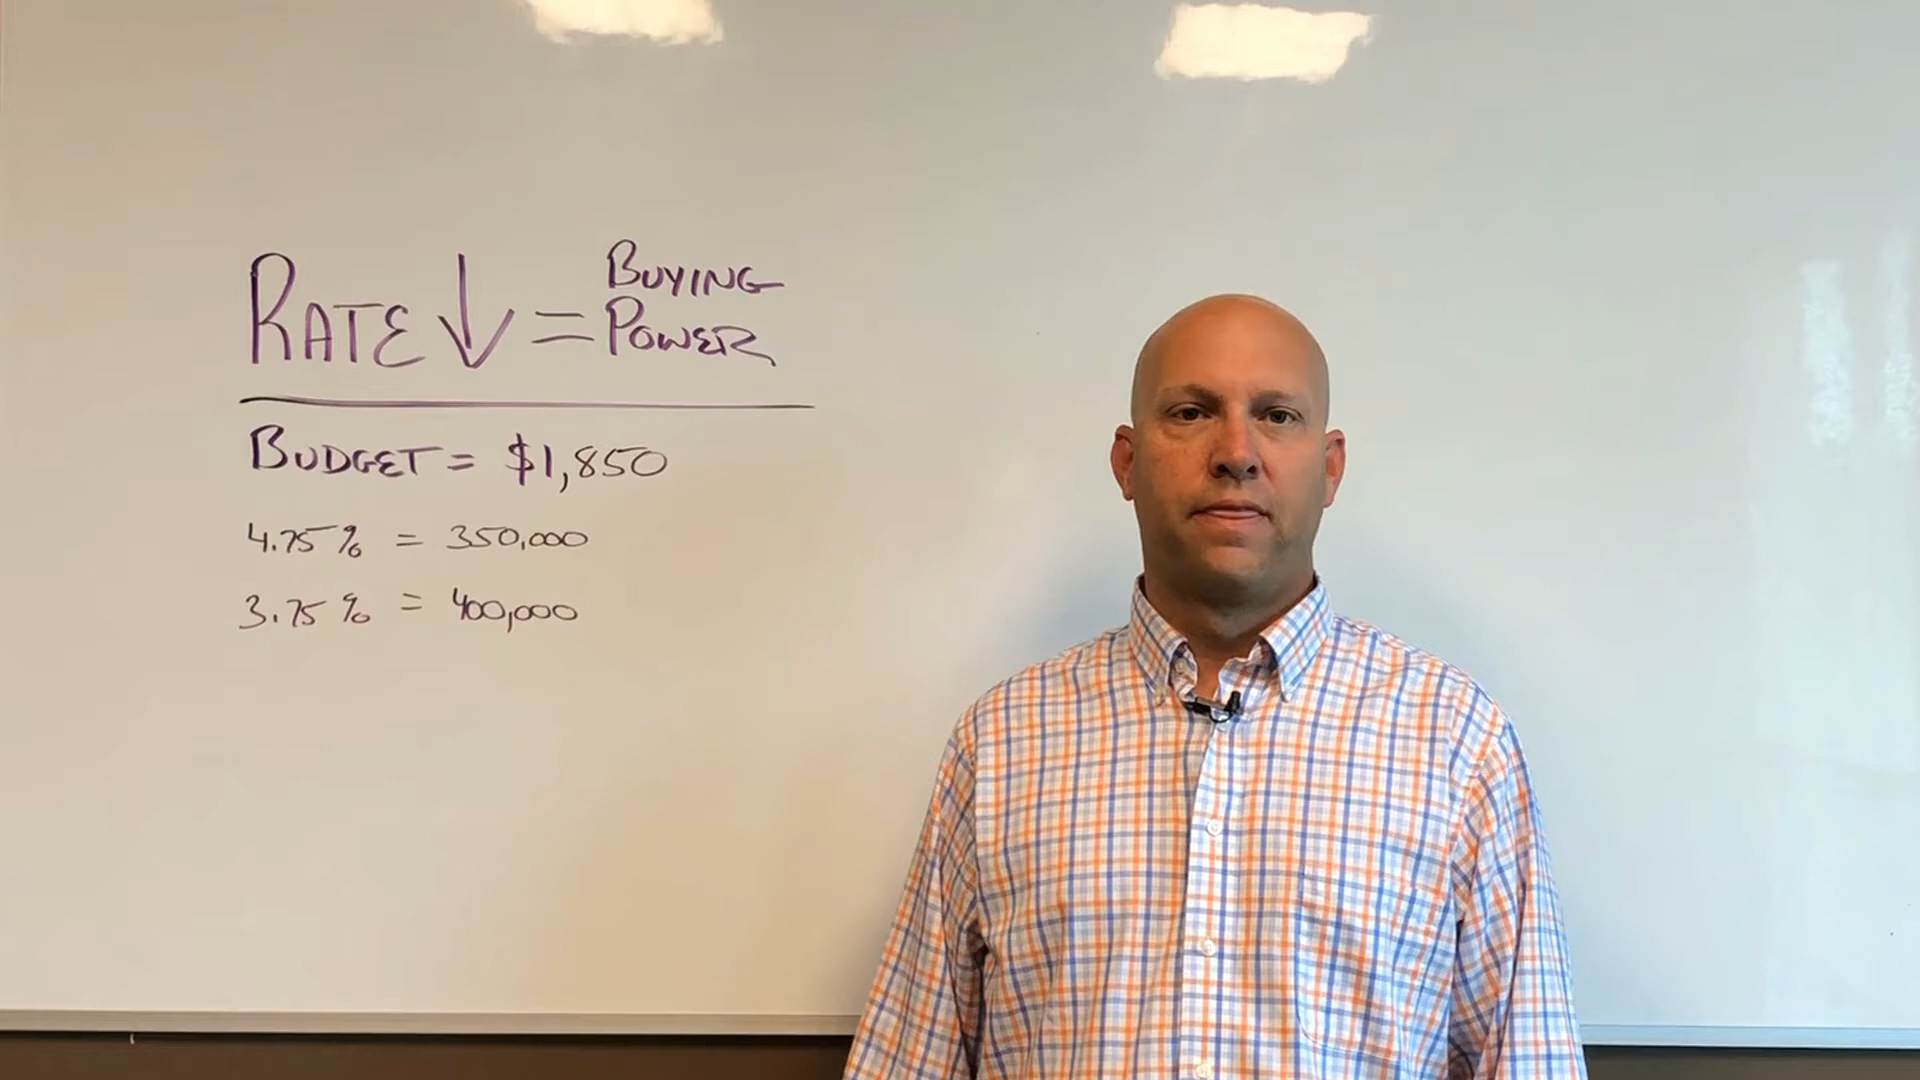 RATE ↓ = BUYING POWER
BUDGET = $1,850
4.75% = 350,000
3.75% = 400,000